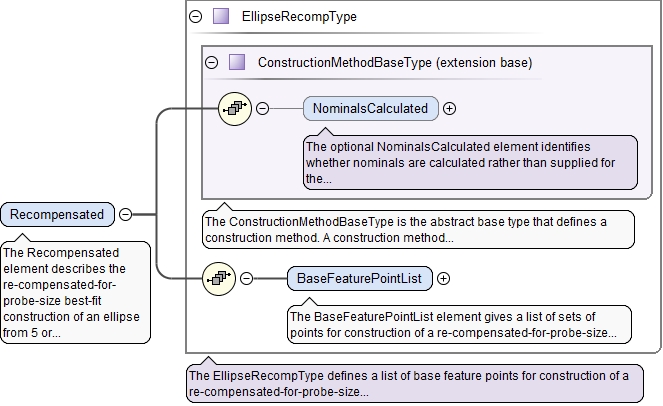 EllipseRecompType
ConstructionMethodBaseType (extension base)
NominalsCalculated
The optional NominalsCalculated element identifies
whether nominals are calculated rather than supplied for
the...
Recompensated
The Recompensated
element describes the
re-compensated-for-
probe-size best-fit
construction of an ellipse
from 5 or...
The ConstructionMethodBaseType is the abstract base type that defines a
construction method. A construction method...
BaseFeaturePointList
The BaseFeaturePointList element gives a list of sets of
points for construction of a re-compensated-for-probe-size...
The EllipseRecompType defines a list of base feature points for construction of a
re-compensated-for-probe-size...